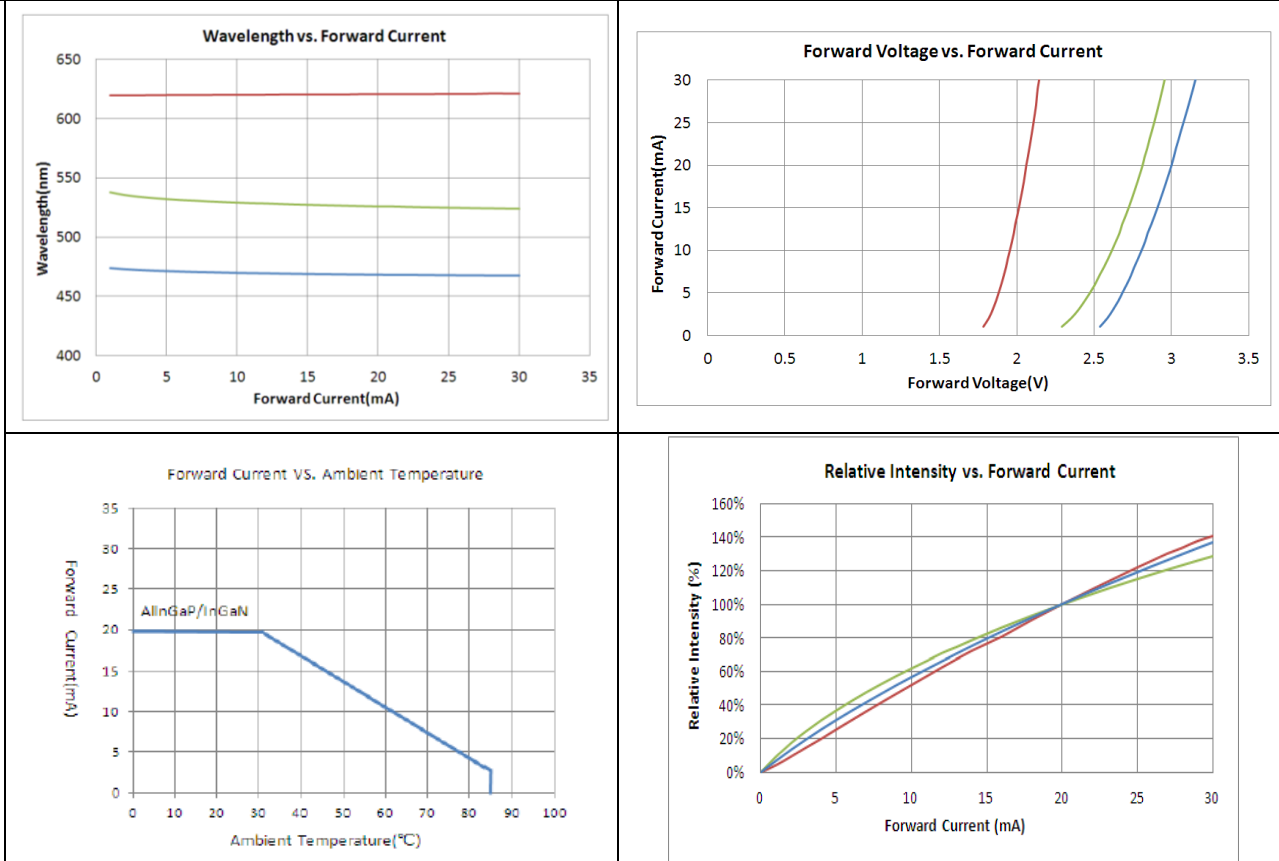 Wavelength vs. Forward Current
650
600
550
500
450
400
Wavelength(nm)
0 5 10 15 20 25 30 35
Forward Current(mA)
Forward Voltage vs. Forward Current
30
25
20
15
10
5
0
Forward Current(mA)
0 0.5 1 1.5 2 2.5 3 3.5
Forward Voltage(V)
Forward Current VS. Ambient Temperature
35
30
25
20
15
10
5
0
Forward Current(mA)
AlInGaP/InGaN
0 10 20 30 40 50 60 70 80 90 100
Ambient Temperature(℃)
Relative Intensity vs. Forward Current
160%
140%
120%
100%
80%
60%
40%
20%
0%
Relative Intensity (%)
0 5 10 15 20 25 30
Forward Current (mA)